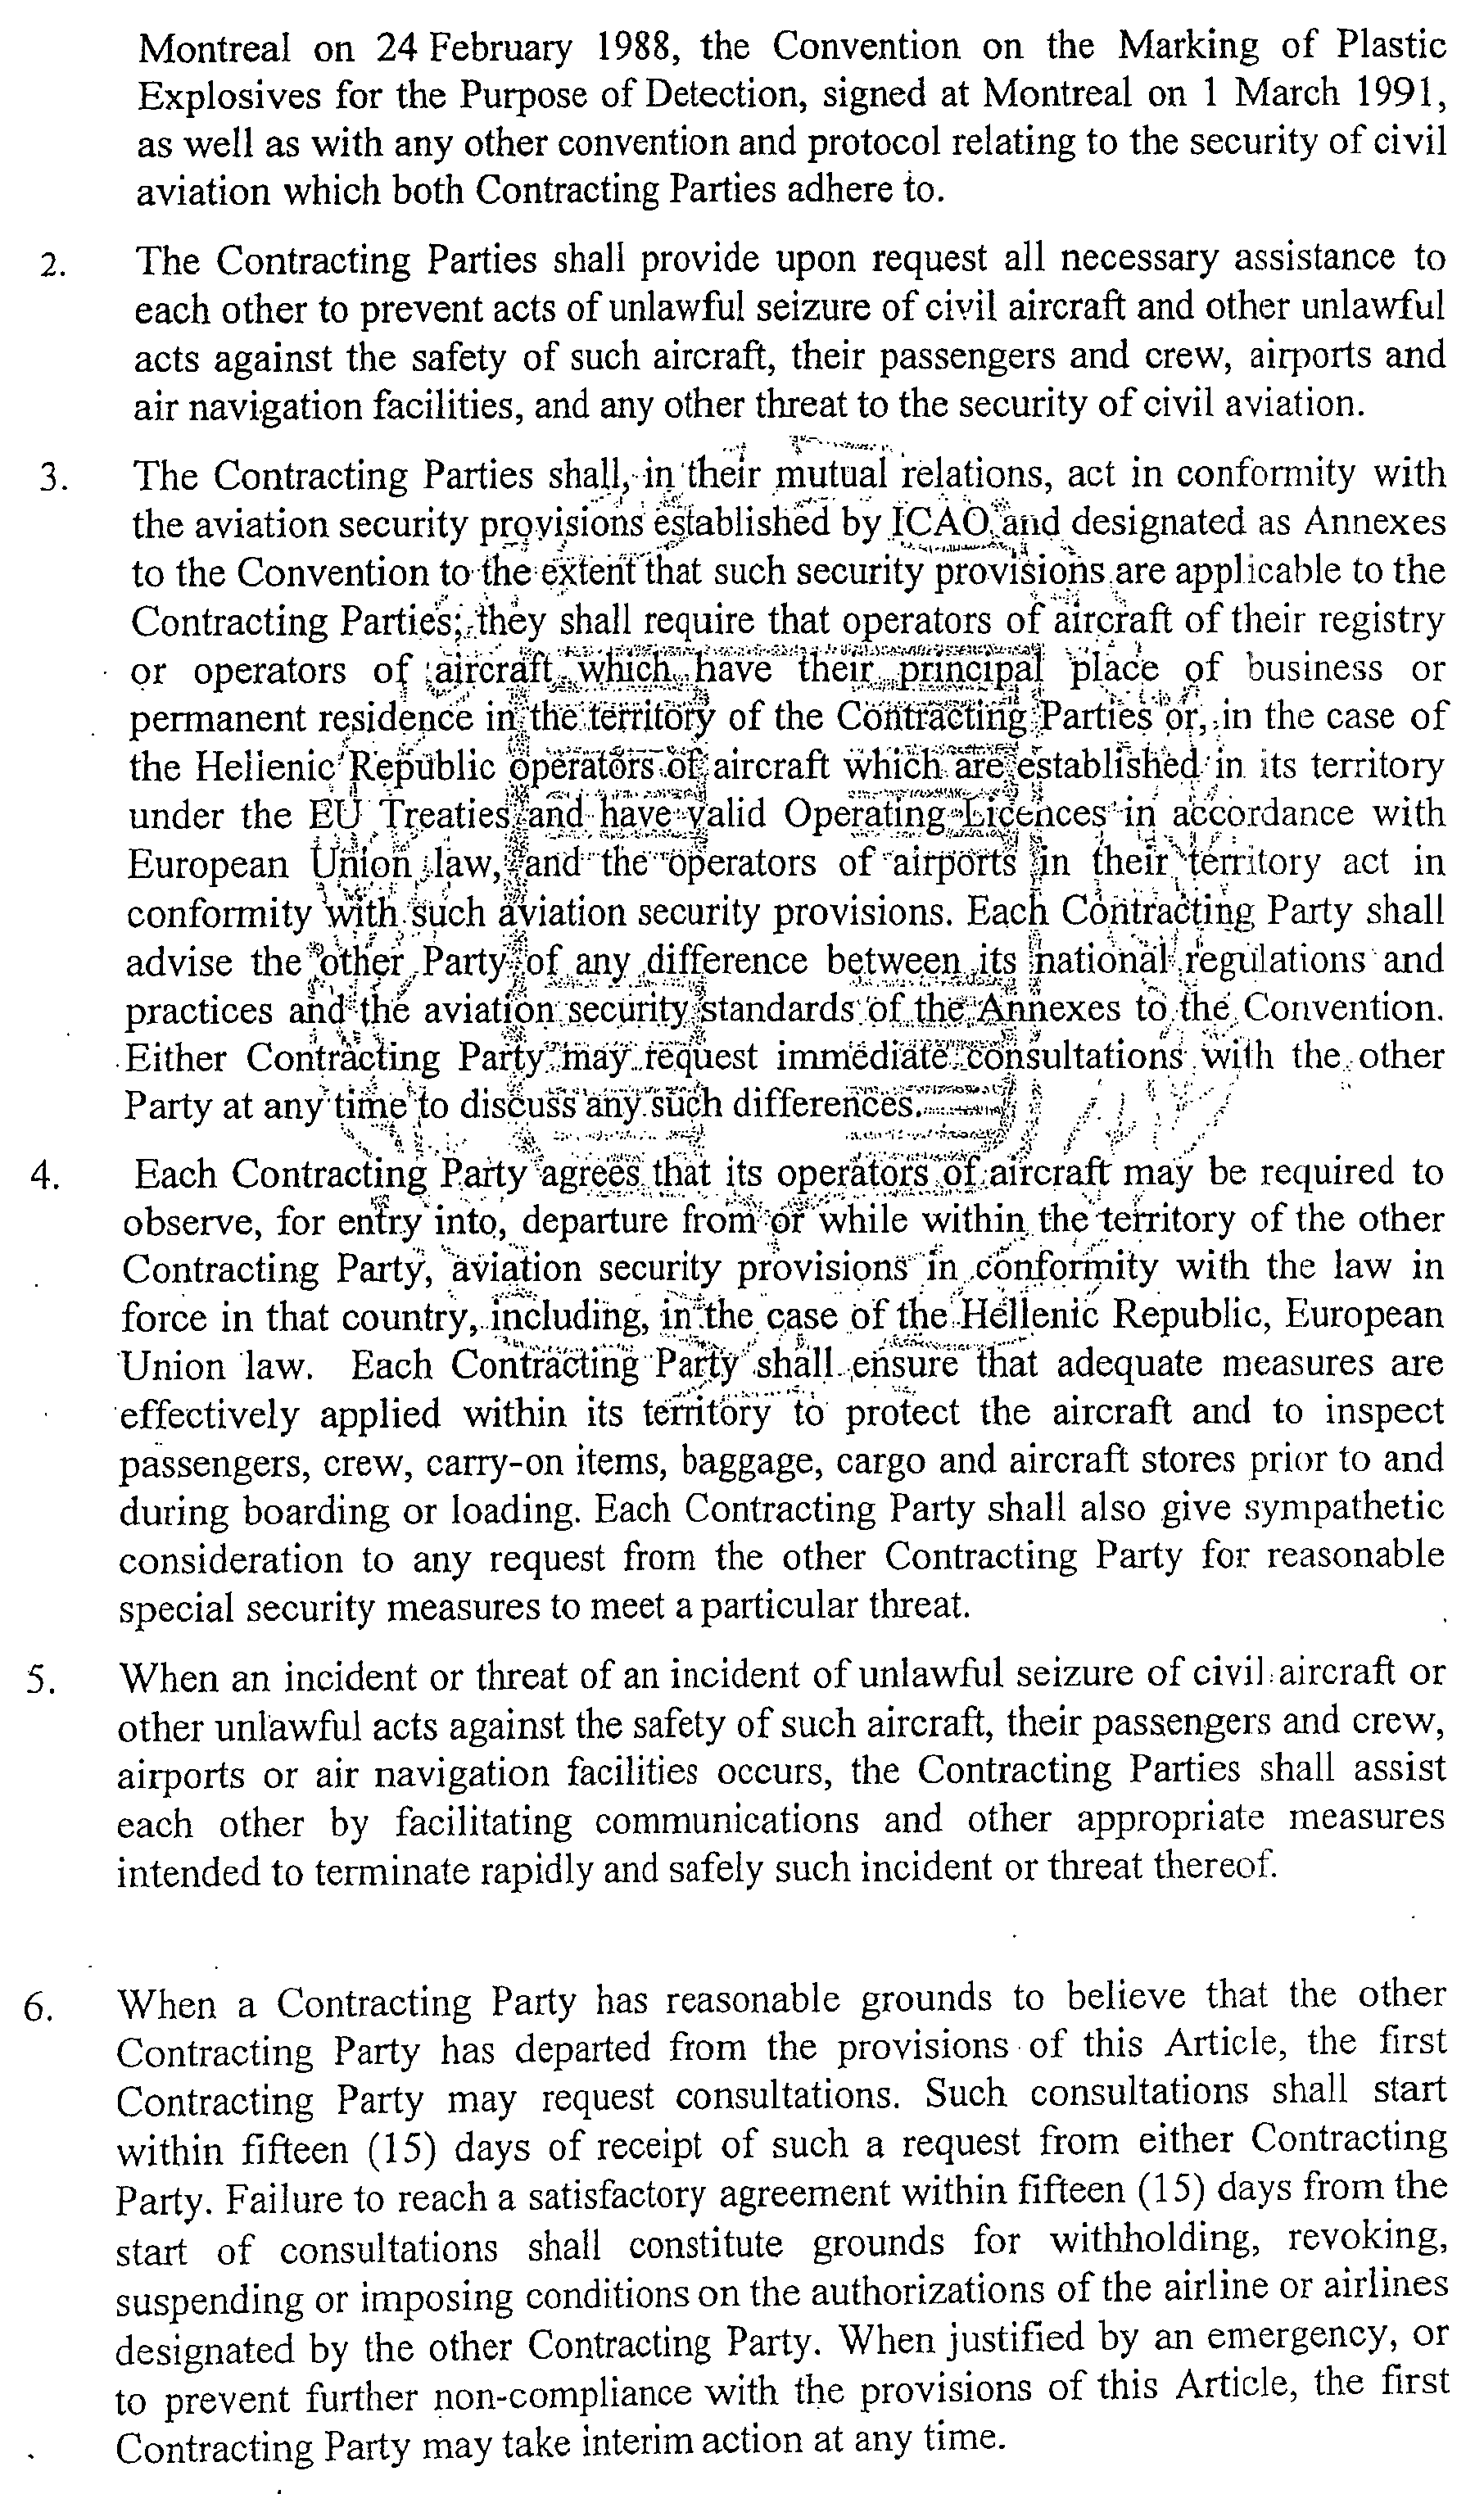 Montreal on 24 February 1988, the Convention on the Marking of Plastic
Explosives for the Purpose of Detection, signed at Montreal on 1 March 1991,
as well as with any other convention and protocol relating to the security of civil
aviation which both Contracting Parties adhere to.
2. The Contracting Parties shall provide upon request all necessary assistance to
each other to prevent acts of unlawful seizure of civil aircraft and other unlawful
acts against the safety of such aircraft, their passengers and crew, airports and
air navigation facilities, and any other threat to the security of civil aviation.
3. The Contracting Parties shall, in their mutual relations, act in conformity with
the aviation security provisions established by ICAO and designated as Annexes
to the Convention to the extent that such security provisions are applicable to the
Contracting Parties; they shall require that operators of aircraft of their registry
or operators of aircraft which have their principal place of business or
permanent residence in the territory of the Contracting Parties or, in the case of
the Hellenic Republic operators of aircraft which are established in its territory
under the EU Treaties and have valid Operating Licences in accordance with
European Union law, and the operators of airports in their territory act in
conformity with such aviation security provisions. Each Contracting Party shall
advise the other Party of any difference between its national regulations and
practices and the aviation security standards of the Annexes to the Convention.
Either Contracting Party may request immediate consultations with the other
Party at any time to discuss any such differences.
4. Each Contracting Party agrees that its operators of aircraft may be required to
observe, for entry into, departure from or while within the territory of the other
Contracting Party, aviation security provisions in conformity with the law in
force in that country, including, in the case of the Hellenic Republic, European
Union law. Each Contracting Party shall ensure that adequate measures are
effectively applied within its territory to protect the aircraft and to inspect
passengers, crew, carry-on items, baggage, cargo and aircraft stores prior to and
during boarding or loading. Each Contracting Party shall also give sympathetic
consideration to any request from the other Contracting Party for reasonable
special security measures to meet a particular threat.
5. When an incident or threat of an incident of unlawful seizure of civil aircraft or
other unlawful acts against the safety of such aircraft, their passengers and crew,
airports or air navigation facilities occurs, the Contracting Parties shall assist
each other by facilitating communications and other appropriate measures
intended to terminate rapidly and safely such incident or threat thereof.
6. When a Contracting Party has reasonable grounds to believe that the other
Contracting Party has departed from the provisions of this Article, the first
Contracting Party may request consultations. Such consultations shall start
within fifteen (15) days of receipt of such a request from either Contracting
Party. Failure to reach a satisfactory agreement within fifteen (15) days from the
start of consultations shall constitute grounds for withholding, revoking,
suspending or imposing conditions on the authorizations of the airline or airlines
designated by the other Contracting Party. When justified by an emergency, or
to prevent further non-compliance with the provisions of this Article, the first
Contracting Party may take interim action at any time.